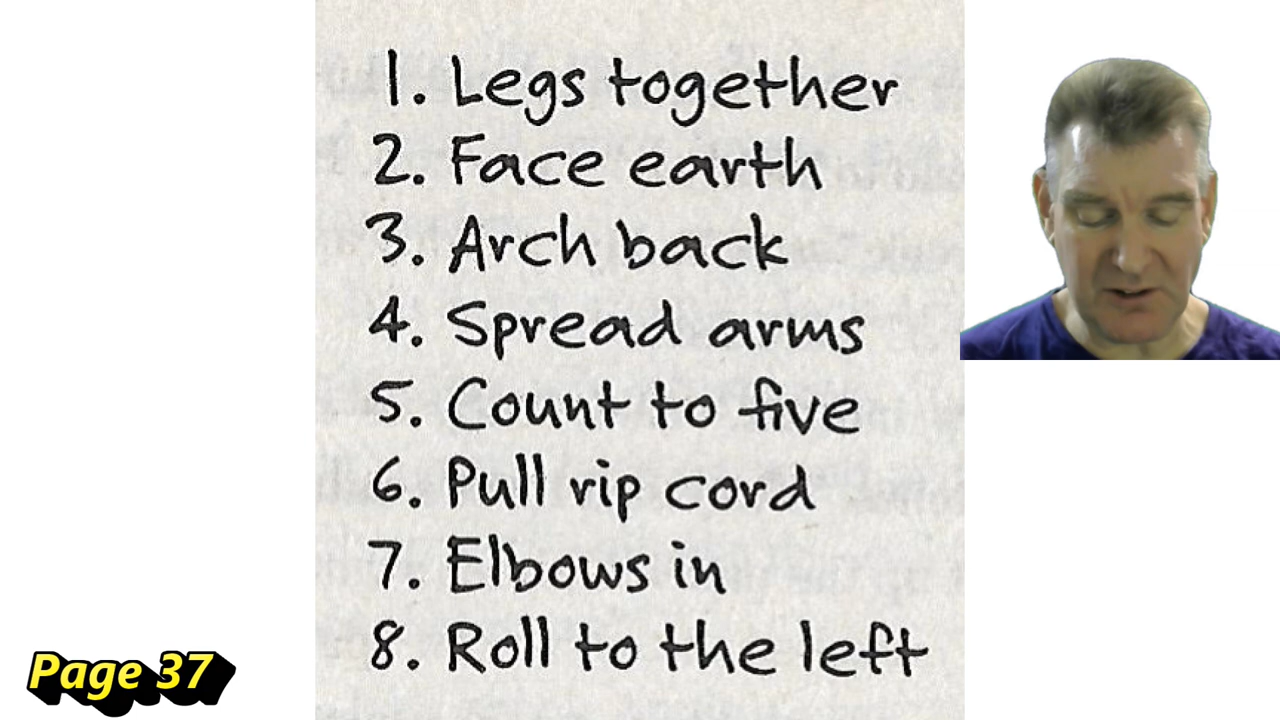 1. Legs together
2. Face earth
3. Arch back
4. Spread arms
5. Count to five
6. Pull rip cord
7. Elbows in
8. Roll to the left
Page 37